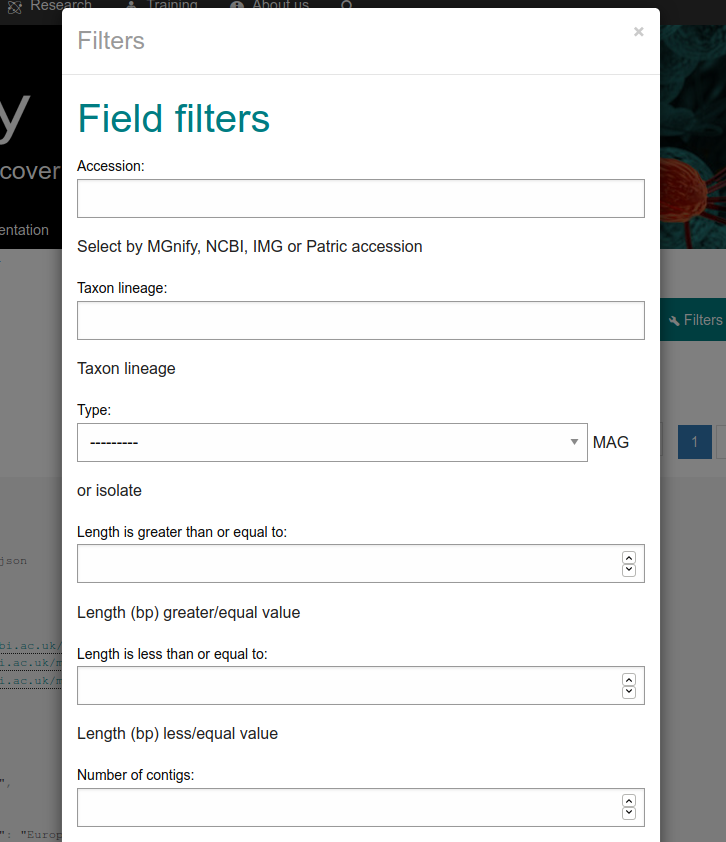 Research Training About us
Filters
×
y
Field filters
cover
Accession:
entation
Select by MGnify, NCBI, IMG or Patric accession
Taxon lineage:
Filters
Taxon lineage
Type:
--------- MAG
1
or isolate
Length is greater than or equal to:
json
Length (bp) greater/equal value
bi.ac.uk/
Length is less than or equal to:
i.ac.uk/m
i.ac.uk/m
Length (bp) less/equal value
Number of contigs:
",
": "Europ